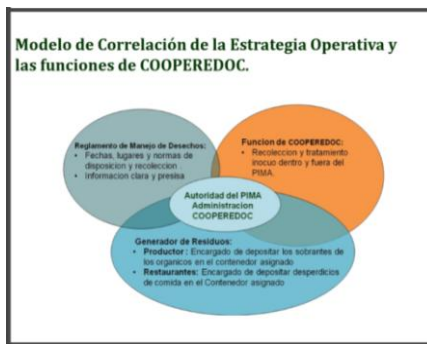 Modelo de Correlación de la Estrategia Operativa y
las funciones de COOPEREDOC.
Reglamento de Manejo de Desechos:
• Fechas, lugares y normas de
disposicion y recoleccion
• Informacion clara y presisa
Funcion de COOPEREDOC:
• Recoleccion y tratamiento
inocuo dentro y fuera del
PIMA.
Autoridad del PIMA
Administracion
COOPEREDOC
Generador de Residuos:
• Productor : Encargado de depositar los sobrantes de
los organicos en el contenedor asignado
• Restaurantes: Encargado de depositar desperdicios
de comida en el Contenedor asignado